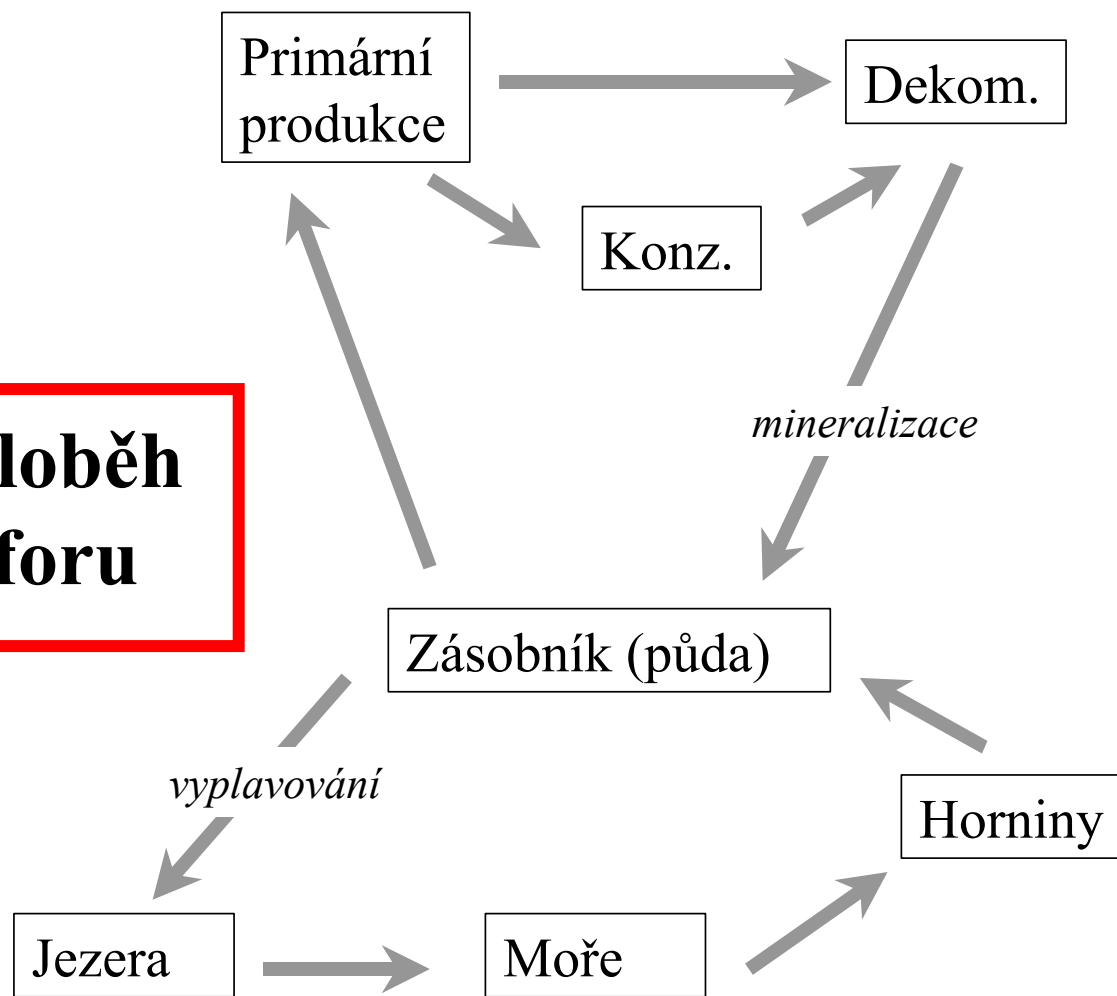 Primární
produkce
Dekom.
Konz.
mineralizace
loběh
foru
Zásobník (půda)
vyplavování
Horniny
Jezera
Moře